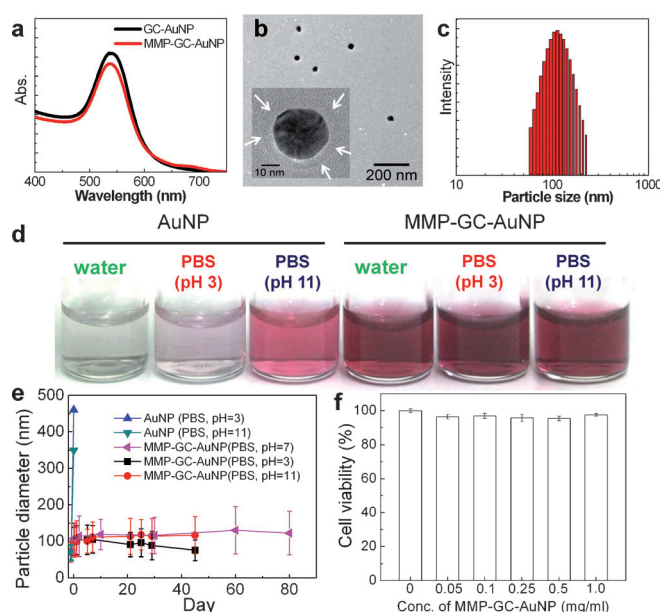 a
GC-AuNP
MMP-GC-AuNP
Abs.
400 500 600 700
Wavelength (nm)
b
10 nm
200 nm
c
Intensity
10 100 1000
Particle size (nm)
d
AuNP
MMP-GC-AuNP
water
PBS
(pH 3)
PBS
(pH 11)
water
PBS
(pH 3)
PBS
(pH 11)
e
Particle diameter (nm)
500
400
300
200
100
0
AuNP (PBS, pH=3)
AuNP (PBS, pH=11)
MMP-GC-AuNP(PBS, pH=7)
MMP-GC-AuNP(PBS, pH=3)
MMP-GC-AuNP(PBS, pH=11)
0 20 40 60 80
Day
f
Cell viability (%)
100
80
60
40
20
0
0 0.05 0.1 0.25 0.5 1.0
Conc. of MMP-GC-AuNP (mg/ml)